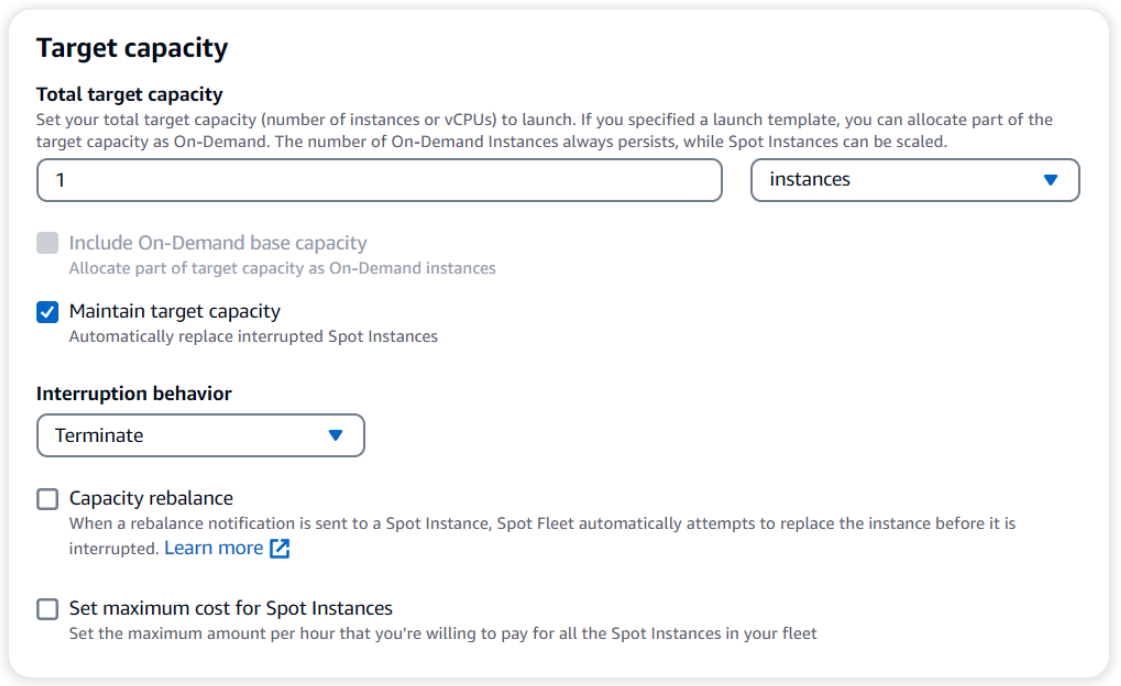 Target capacity
Total target capacity
Set your total target capacity (number of instances or vCPUs) to launch. If you specified a launch template, you can allocate part of the
target capacity as On-Demand. The number of On-Demand Instances always persists, while Spot Instances can be scaled.
1 instances
Include On-Demand base capacity
Allocate part of target capacity as On-Demand instances
Maintain target capacity
Automatically replace interrupted Spot Instances
Interruption behavior
Terminate
Capacity rebalance
When a rebalance notification is sent to a Spot Instance, Spot Fleet automatically attempts to replace the instance before it is
interrupted. Learn more
Set maximum cost for Spot Instances
Set the maximum amount per hour that you're willing to pay for all the Spot Instances in your fleet